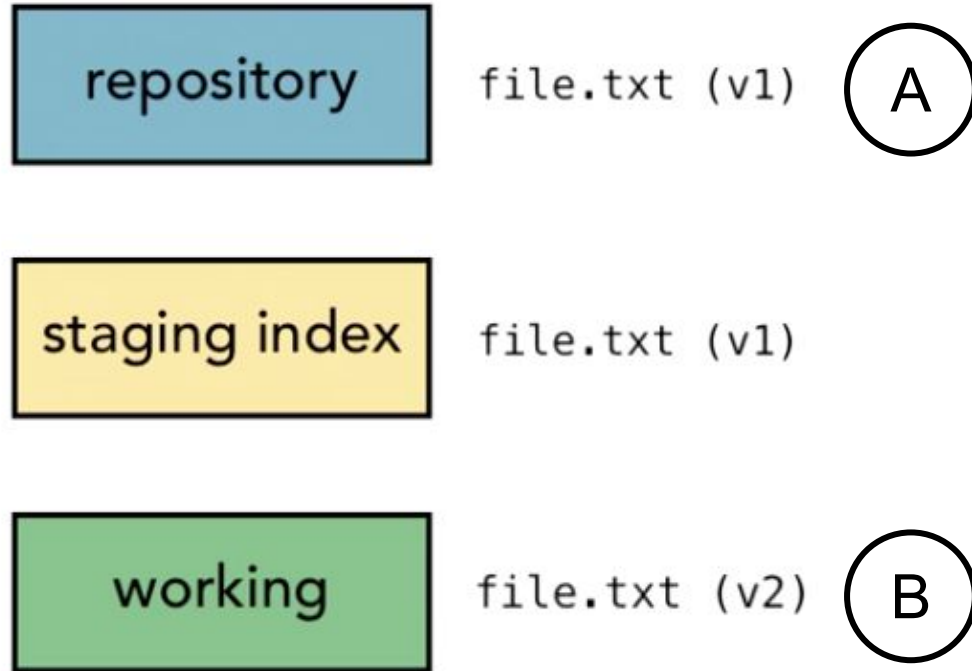 repository file.txt (v1) A
staging index file.txt (v1)
working file.txt (v2) B